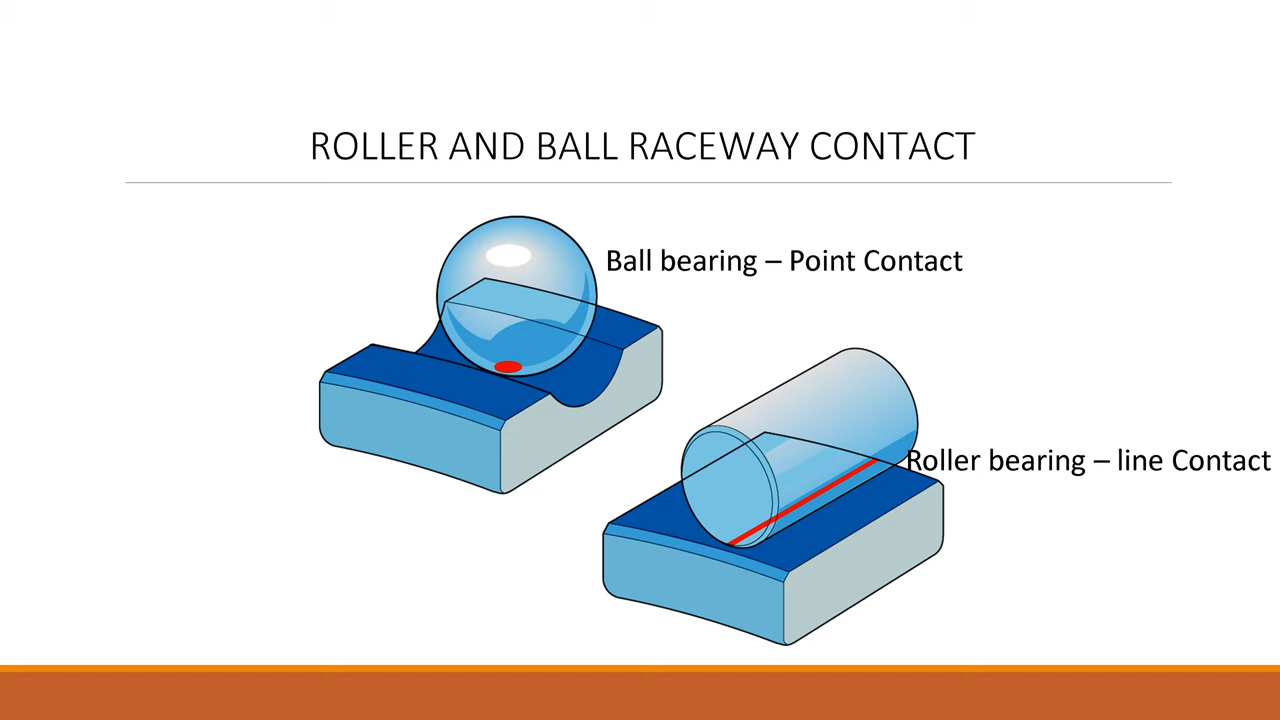 ROLLER AND BALL RACEWAY CONTACT
Ball bearing – Point Contact
Roller bearing – line Contact